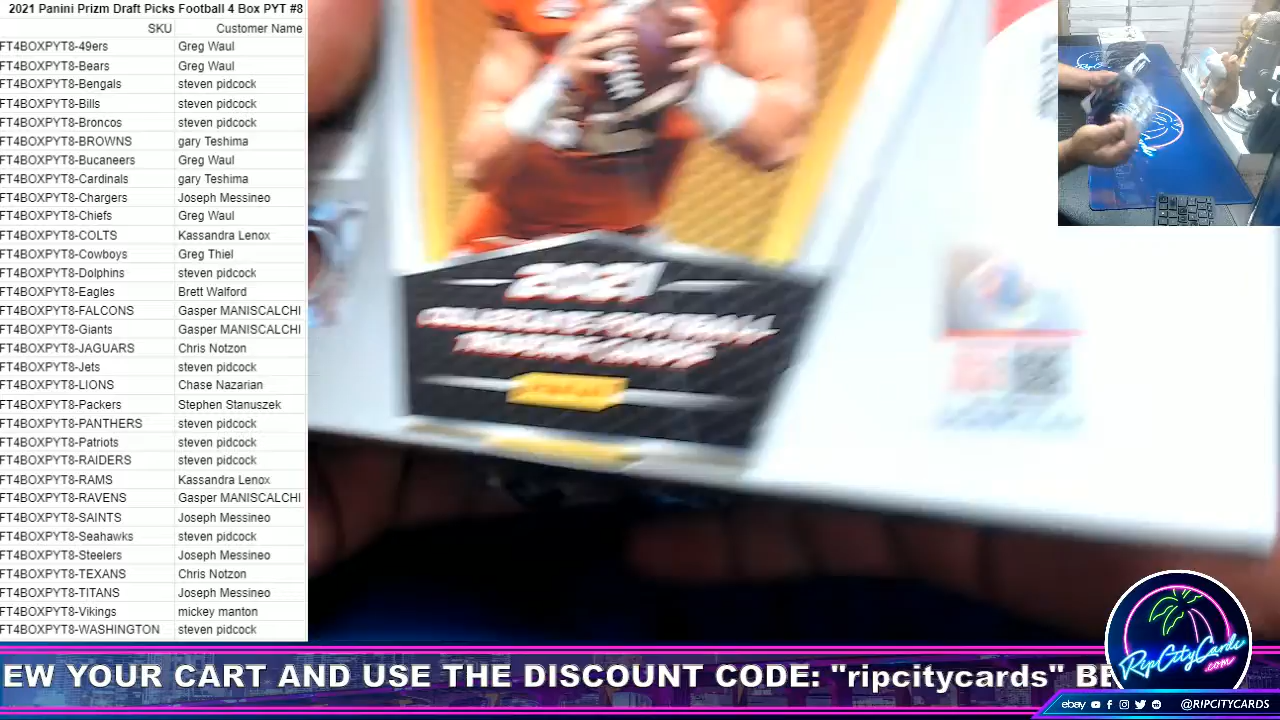 2021 Panini Prizm Draft Picks Football 4 Box PYT #8
SKU Customer Name
FT4BOXPYT8-49ers Greg Waul
FT4BOXPYT8-Bears Greg Waul
FT4BOXPYT8-Bengals steven pidcock
FT4BOXPYT8-Bills steven pidcock
FT4BOXPYT8-Broncos steven pidcock
FT4BOXPYT8-BROWNS gary Teshima
FT4BOXPYT8-Bucaneers Greg Waul
FT4BOXPYT8-Cardinals gary Teshima
FT4BOXPYT8-Chargers Joseph Messineo
FT4BOXPYT8-Chiefs Greg Waul
FT4BOXPYT8-COLTS Kassandra Lenox
FT4BOXPYT8-Cowboys Greg Thiel
FT4BOXPYT8-Dolphins steven pidcock
FT4BOXPYT8-Eagles Brett Walford
FT4BOXPYT8-FALCONS Gasper MANISCALCHI
FT4BOXPYT8-Giants Gasper MANISCALCHI
FT4BOXPYT8-JAGUARS Chris Notzon
FT4BOXPYT8-Jets steven pidcock
FT4BOXPYT8-LIONS Chase Nazarian
FT4BOXPYT8-Packers Stephen Stanuszek
FT4BOXPYT8-PANTHERS steven pidcock
FT4BOXPYT8-Patriots steven pidcock
FT4BOXPYT8-RAIDERS steven pidcock
FT4BOXPYT8-RAMS Kassandra Lenox
FT4BOXPYT8-RAVENS Gasper MANISCALCHI
FT4BOXPYT8-SAINTS Joseph Messineo
FT4BOXPYT8-Seahawks steven pidcock
FT4BOXPYT8-Steelers Joseph Messineo
FT4BOXPYT8-TEXANS Chris Notzon
FT4BOXPYT8-TITANS Joseph Messineo
FT4BOXPYT8-Vikings mickey manton
FT4BOXPYT8-WASHINGTON steven pidcock
2021
COLLEGIATE FOOTBALL
TRADING CARDS
EW YOUR CART AND USE THE DISCOUNT CODE: "ripcitycards" BE
RipCityCards
.com
ebay @RIPCITYCARDS